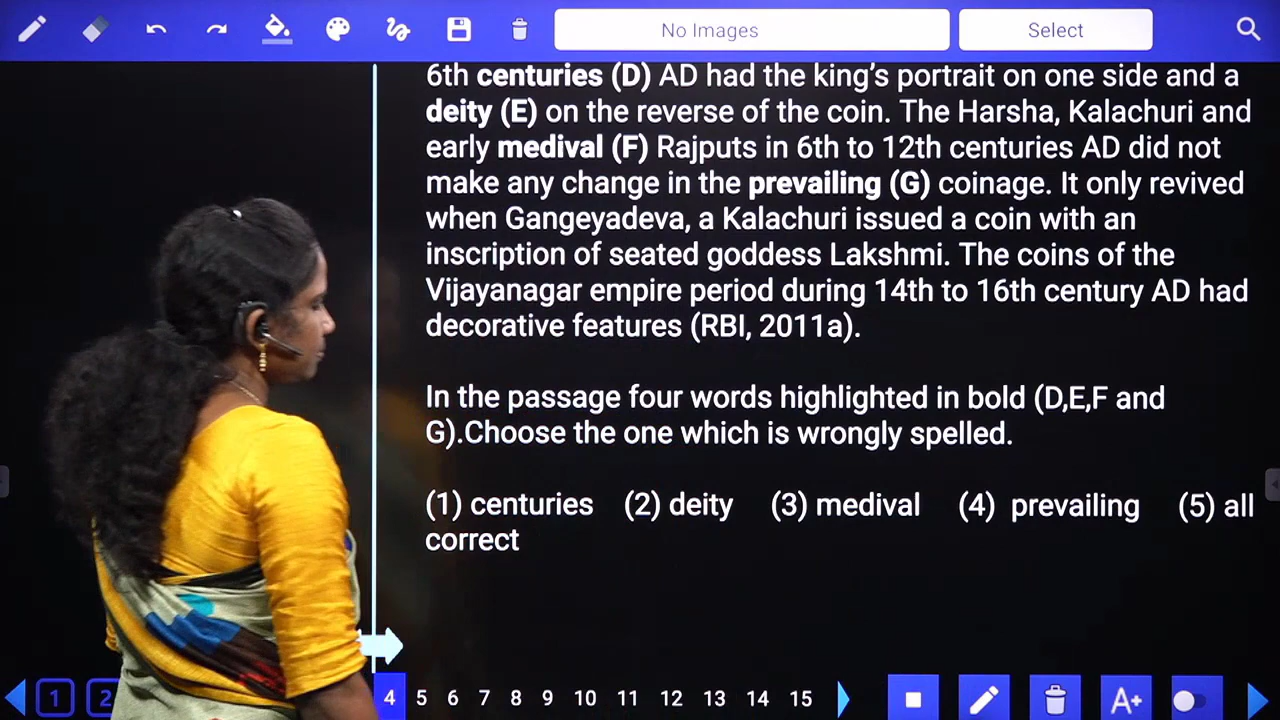 No Images
Select
6th centuries (D) AD had the king’s portrait on one side and a
deity (E) on the reverse of the coin. The Harsha, Kalachuri and
early medival (F) Rajputs in 6th to 12th centuries AD did not
make any change in the prevailing (G) coinage. It only revived
when Gangeyadeva, a Kalachuri issued a coin with an
inscription of seated goddess Lakshmi. The coins of the
Vijayanagar empire period during 14th to 16th century AD had
decorative features (RBI, 2011a).
In the passage four words highlighted in bold (D,E,F and
G).Choose the one which is wrongly spelled.
(1) centuries (2) deity (3) medival (4) prevailing (5) all
correct
1 2 4 5 6 7 8 9 10 11 12 13 14 15 A+